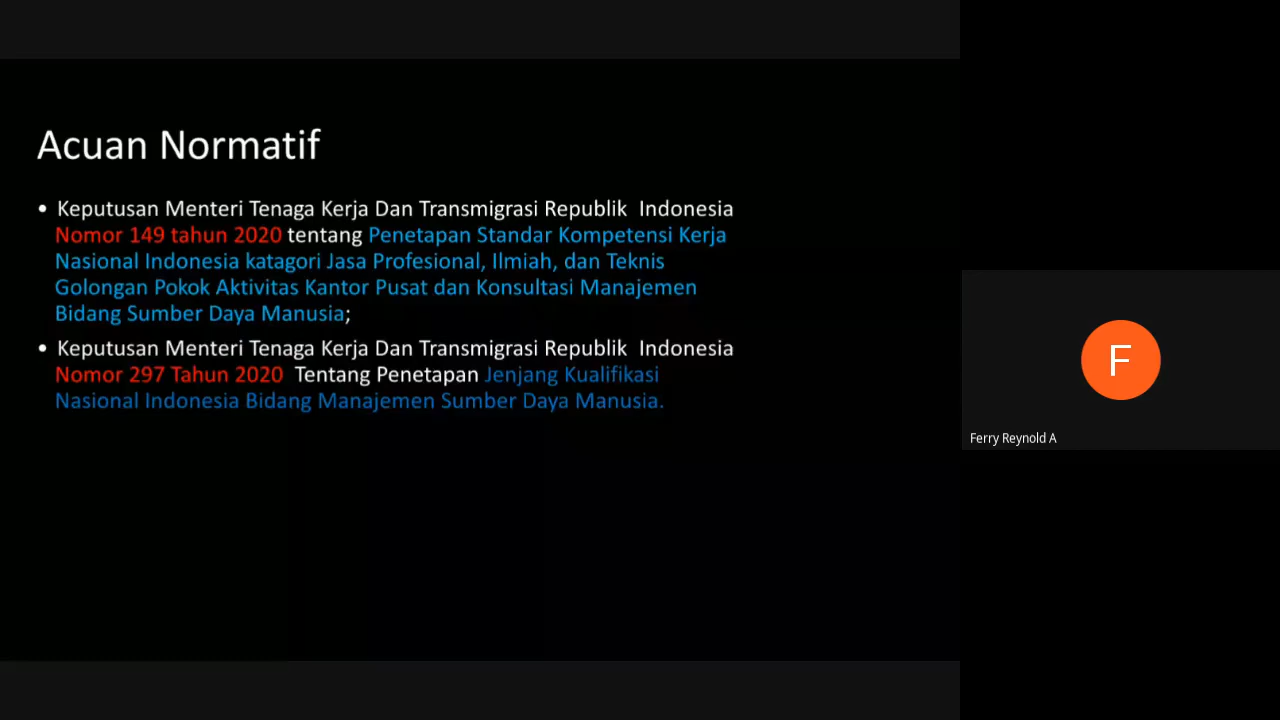 Acuan Normatif
• Keputusan Menteri Tenaga Kerja Dan Transmigrasi Republik Indonesia
Nomor 149 tahun 2020 tentang Penetapan Standar Kompetensi Kerja
Nasional Indonesia katagori Jasa Profesional, Ilmiah, dan Teknis
Golongan Pokok Aktivitas Kantor Pusat dan Konsultasi Manajemen
Bidang Sumber Daya Manusia;
• Keputusan Menteri Tenaga Kerja Dan Transmigrasi Republik Indonesia
Nomor 297 Tahun 2020 Tentang Penetapan Jenjang Kualifikasi
Nasional Indonesia Bidang Manajemen Sumber Daya Manusia.
F
Ferry Reynold A